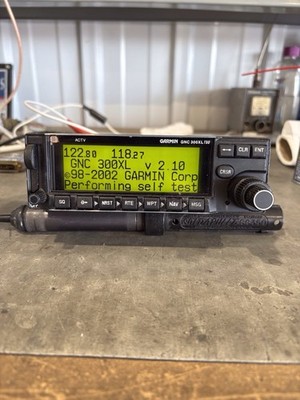 ACTV
GARMIN GNC 300XL TSO
122.80 118.27
GNC 300XL v 2.10
©98-2002 GARMIN Corp
Performing self test
CLR ENT
CRSR
SQ NRST RTE WPT NAV MSG